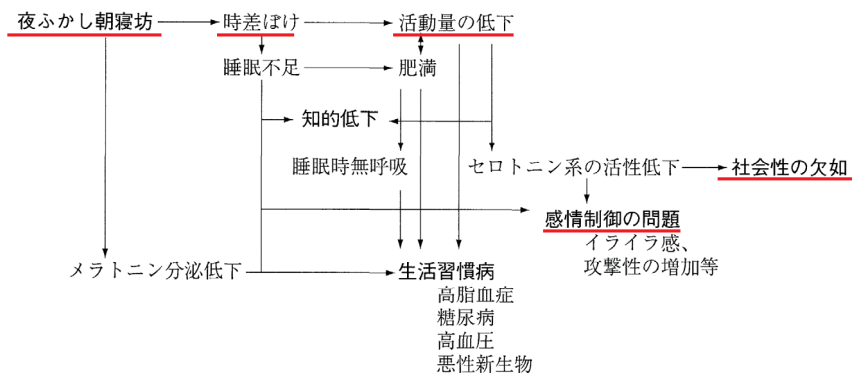 夜ふかし朝寝坊
時差ぼけ
活動量の低下
睡眠不足
肥満
知的低下
睡眠時無呼吸
セロトニン系の活性低下
社会性の欠如
感情制御の問題
イライラ感、
攻撃性の増加等
メラトニン分泌低下
生活習慣病
高脂血症
糖尿病
高血圧
悪性新生物